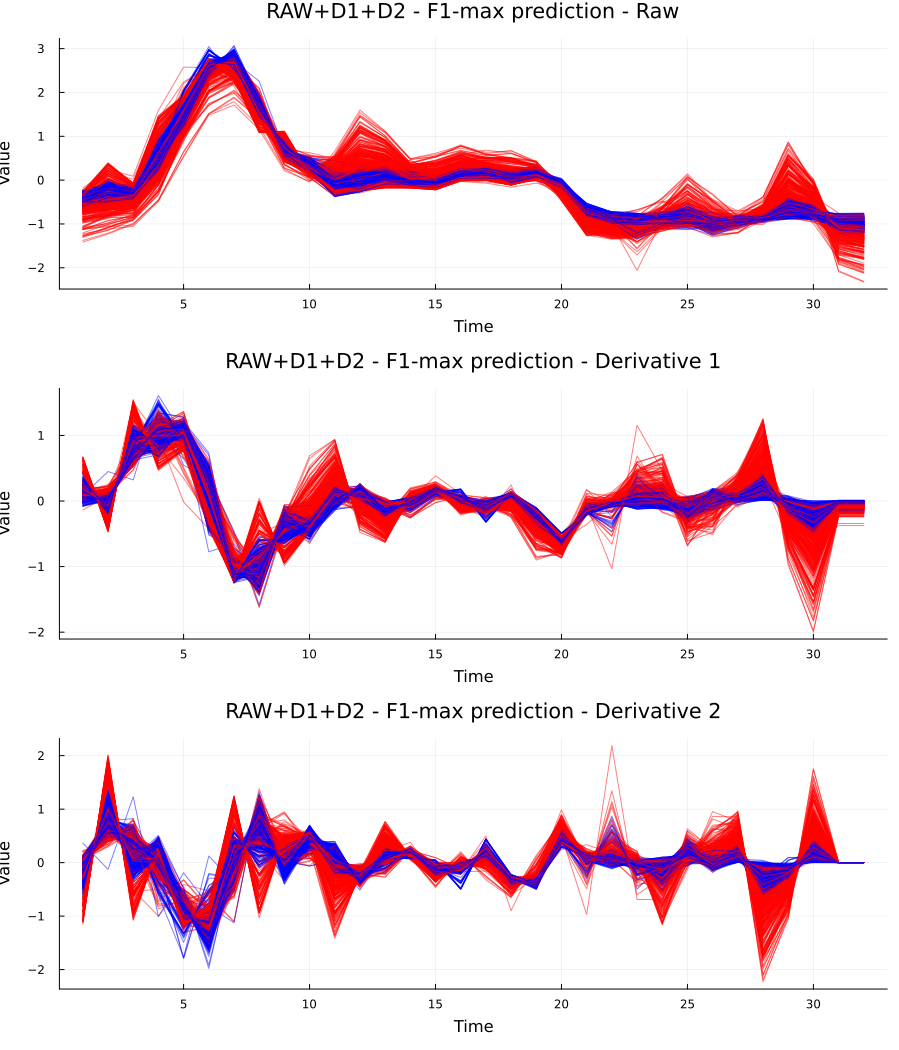 RAW+D1+D2 - F1-max prediction - Raw
3
2
1
0
−1
−2
Value
5 10 15 20 25 30
Time
RAW+D1+D2 - F1-max prediction - Derivative 1
1
0
−1
−2
Value
5 10 15 20 25 30
Time
RAW+D1+D2 - F1-max prediction - Derivative 2
2
1
0
−1
−2
Value
5 10 15 20 25 30
Time